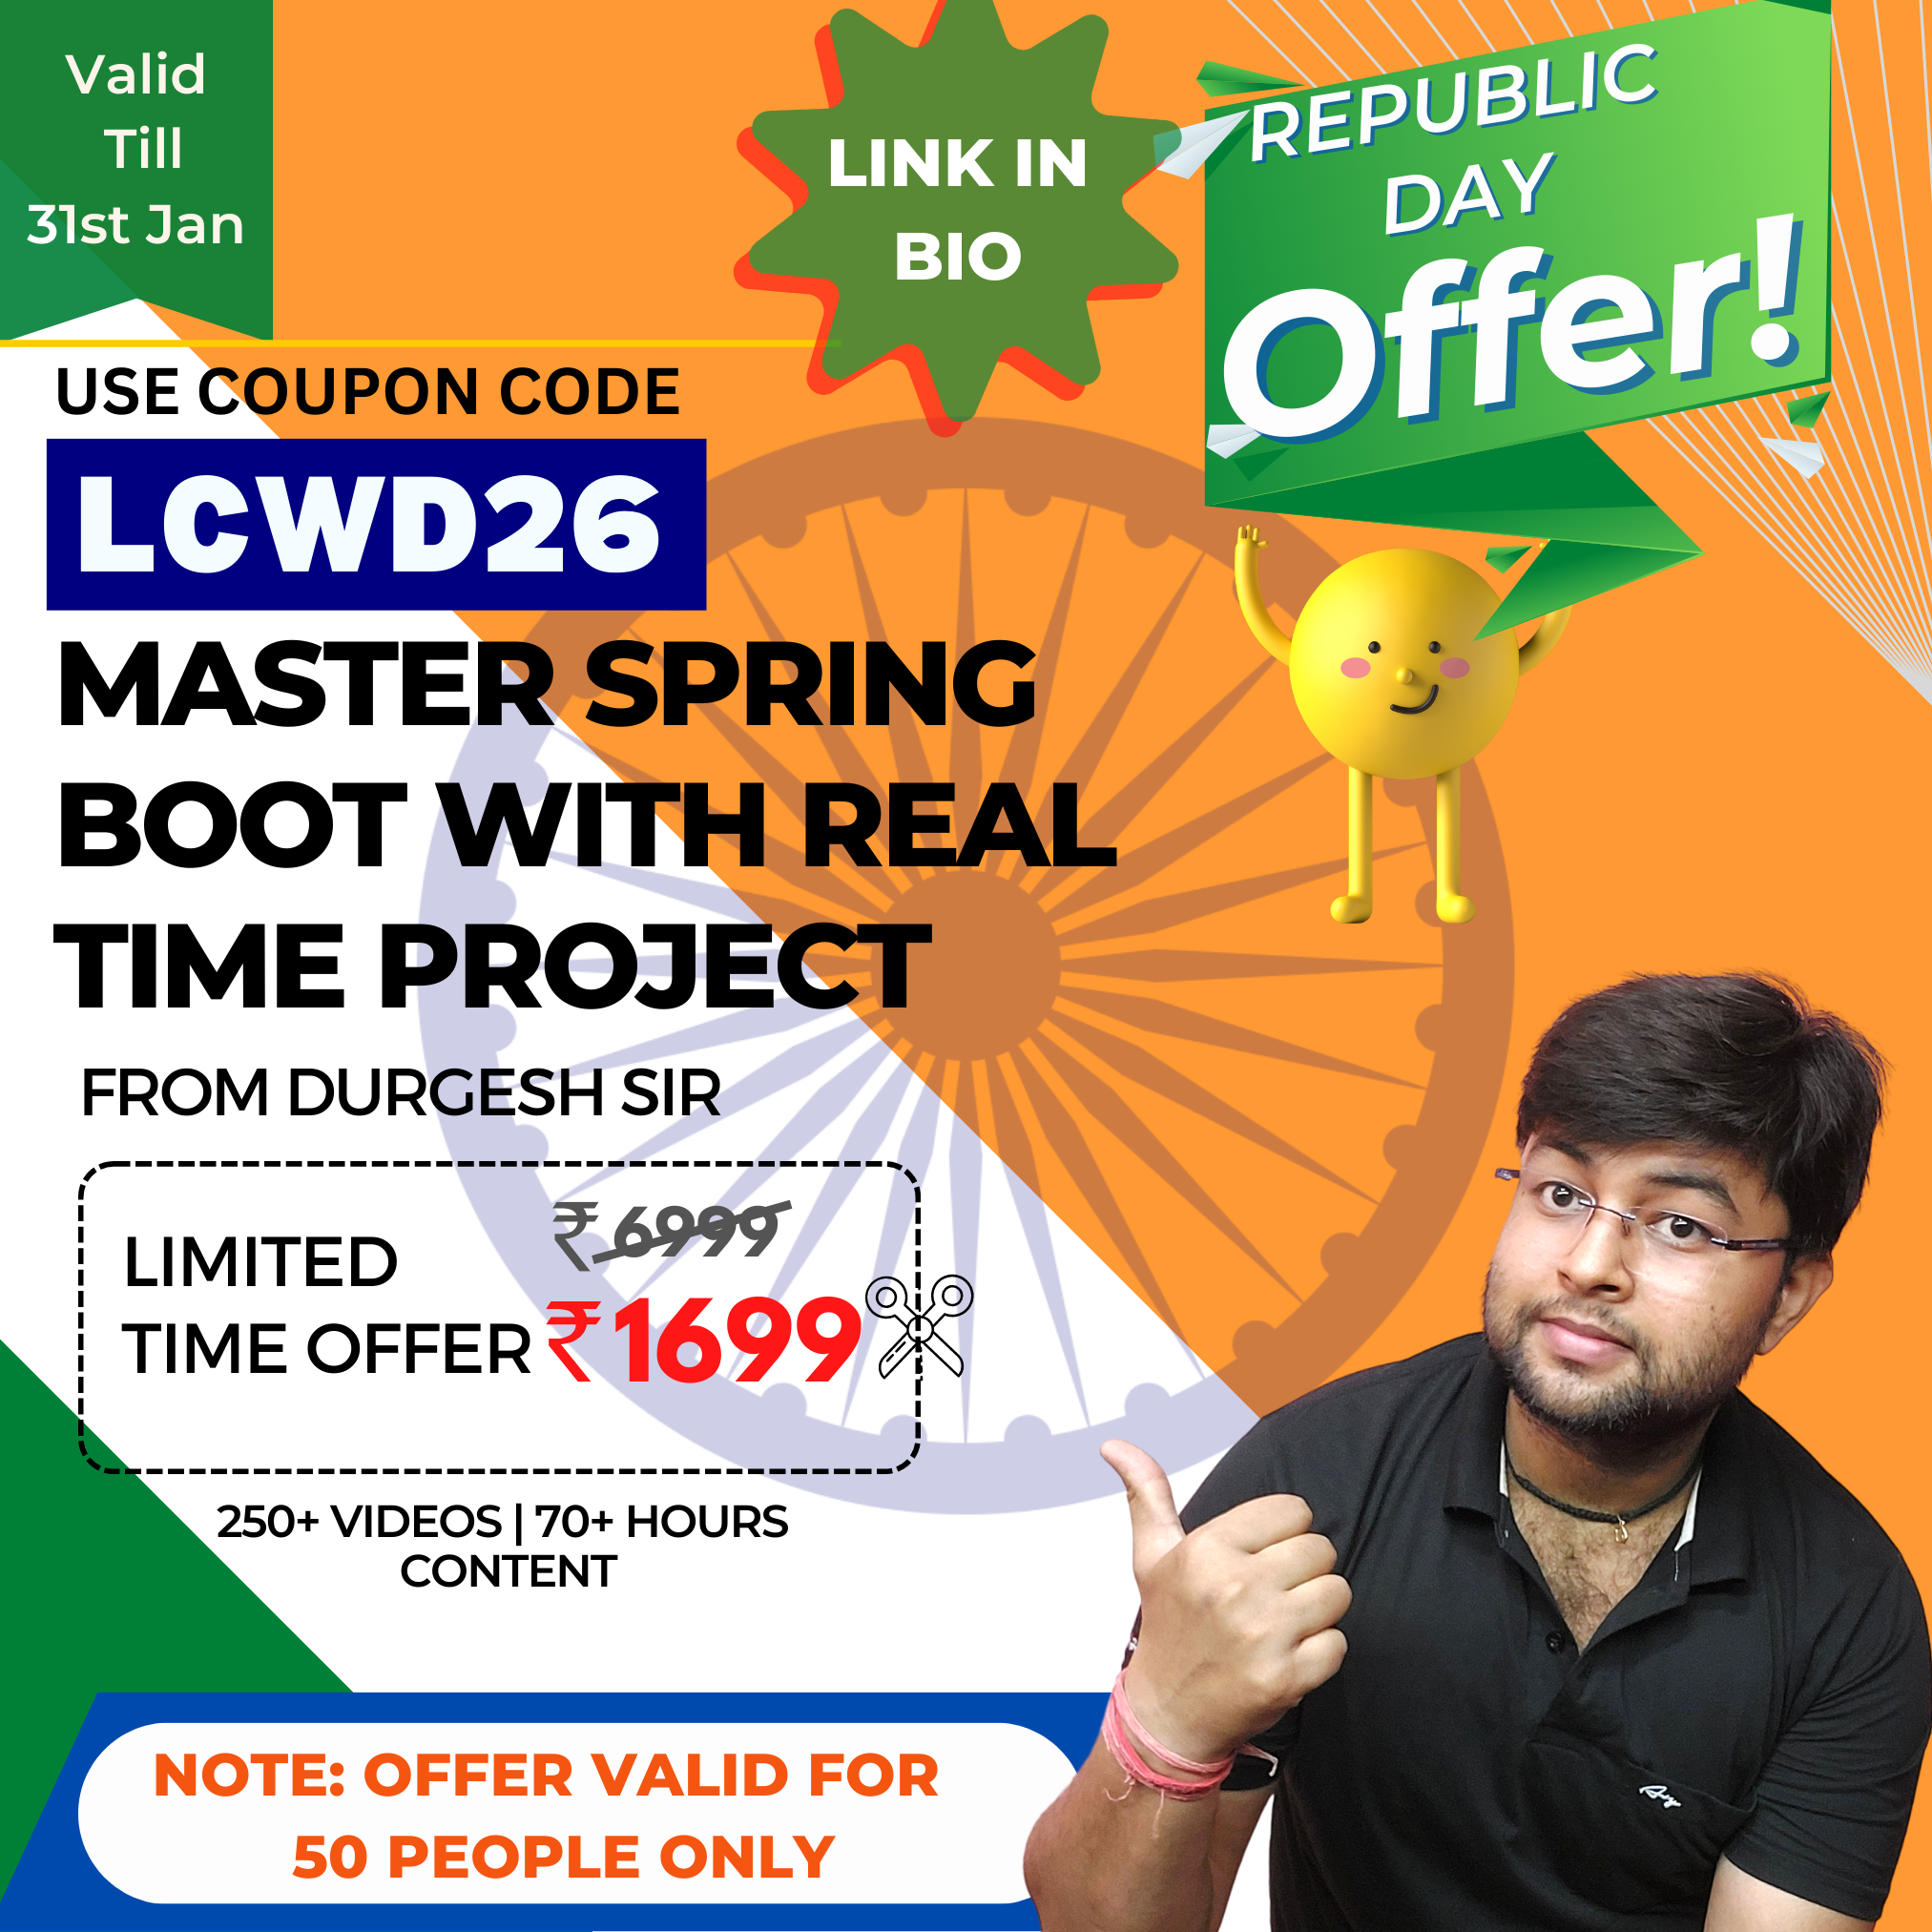 Valid
Till
31st Jan
LINK IN
BIO
REPUBLIC
DAY
Offer!
USE COUPON CODE
LCWD26
MASTER SPRING
BOOT WITH REAL
TIME PROJECT
FROM DURGESH SIR
LIMITED
TIME OFFER
₹ 6999
₹1699
250+ VIDEOS | 70+ HOURS
CONTENT
NOTE: OFFER VALID FOR
50 PEOPLE ONLY